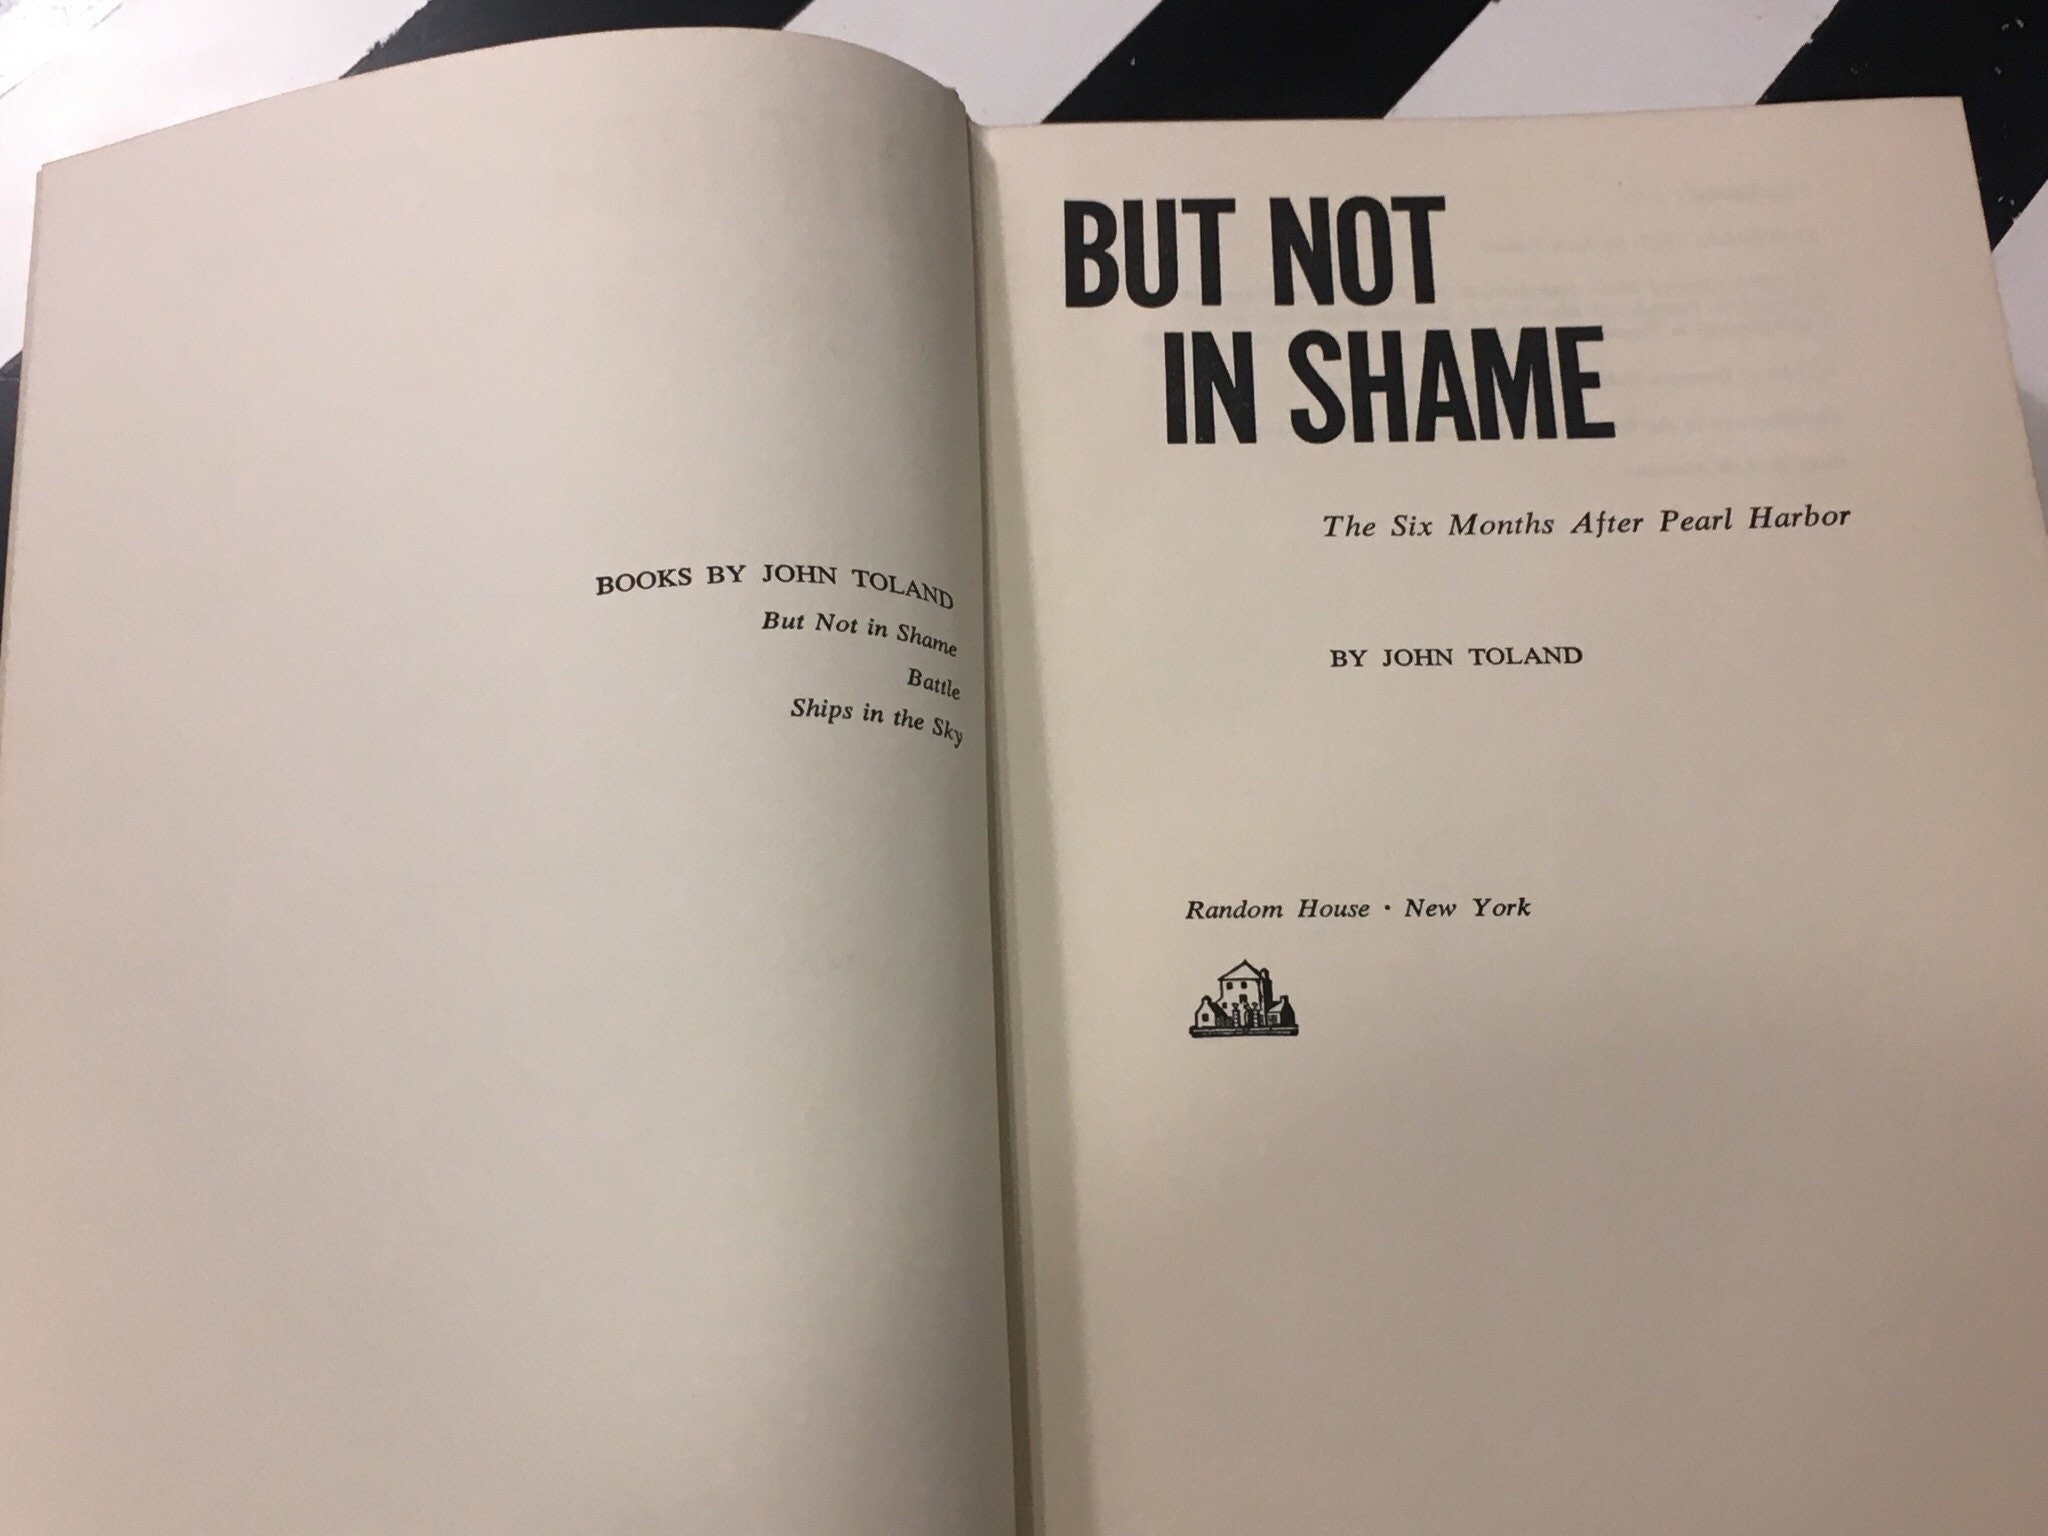 BOOKS BY JOHN TOLAND
But Not in Shame
Battle
Ships in the Sky
BUT NOT
IN SHAME
The Six Months After Pearl Harbor
BY JOHN TOLAND
Random House · New York